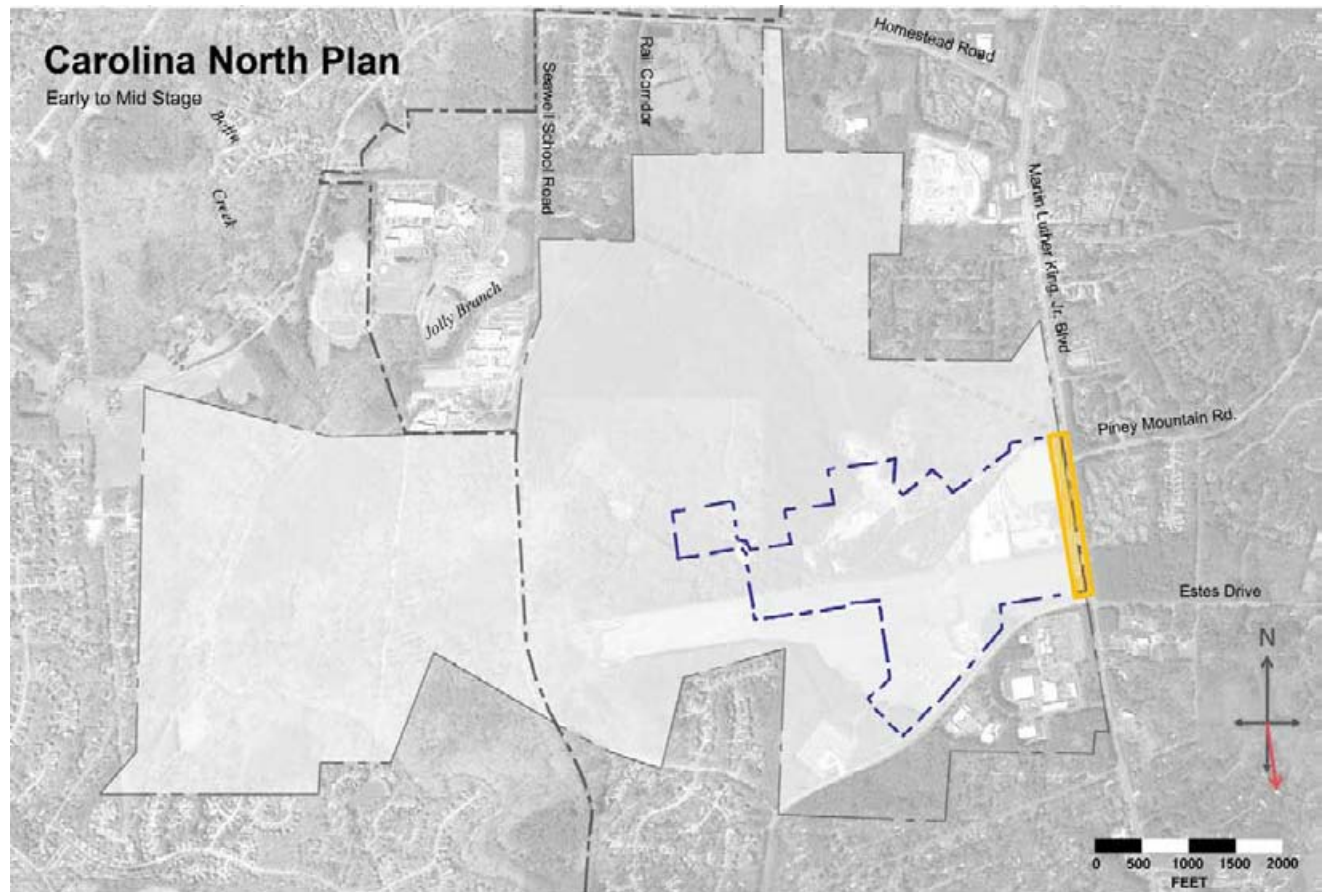 Carolina North Plan
Early to Mid Stage
Homestead Road
Rail Corridor
Seawell School Road
Bolin
Creek
Jolly Branch
Martin Luther King, Jr. Blvd
Piney Mountain Rd.
Estes Drive
N
0 500 1000 1500 2000
FEET